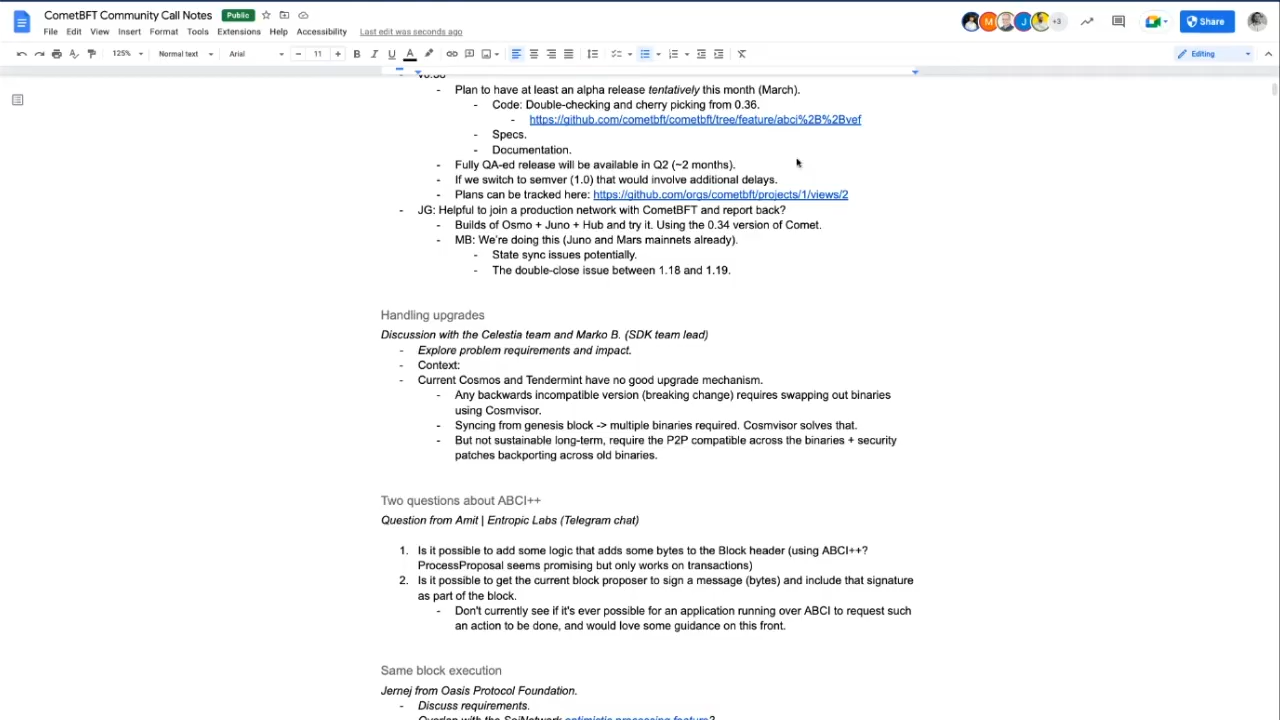 CometBFT Community Call Notes Public
File Edit View Insert Format Tools Extensions Help Accessibility Last edit was seconds ago
M J +3 Share
125% Normal text Arial - 11 + B I U A Editing
v0.38
- Plan to have at least an alpha release tentatively this month (March).
- Code: Double-checking and cherry picking from 0.36.
- https://github.com/cometbft/cometbft/tree/feature/abci%2B%2Bvef
- Specs.
- Documentation.
- Fully QA-ed release will be available in Q2 (~2 months).
- If we switch to semver (1.0) that would involve additional delays.
- Plans can be tracked here: https://github.com/orgs/cometbft/projects/1/views/2
- JG: Helpful to join a production network with CometBFT and report back?
- Builds of Osmo + Juno + Hub and try it. Using the 0.34 version of Comet.
- MB: We're doing this (Juno and Mars mainnets already).
- State sync issues potentially.
- The double-close issue between 1.18 and 1.19.
Handling upgrades
Discussion with the Celestia team and Marko B. (SDK team lead)
- Explore problem requirements and impact.
- Context:
- Current Cosmos and Tendermint have no good upgrade mechanism.
- Any backwards incompatible version (breaking change) requires swapping out binaries
using Cosmvisor.
- Syncing from genesis block -> multiple binaries required. Cosmvisor solves that.
- But not sustainable long-term, require the P2P compatible across the binaries + security
patches backporting across old binaries.
Two questions about ABCI++
Question from Amit | Entropic Labs (Telegram chat)
1. Is it possible to add some logic that adds some bytes to the Block header (using ABCI++?
ProcessProposal seems promising but only works on transactions)
2. Is it possible to get the current block proposer to sign a message (bytes) and include that signature
as part of the block.
- Don't currently see if it's ever possible for an application running over ABCI to request such
an action to be done, and would love some guidance on this front.
Same block execution
Jernej from Oasis Protocol Foundation.
- Discuss requirements.
- Overlap with the SeiNetwork optimistic processing feature?